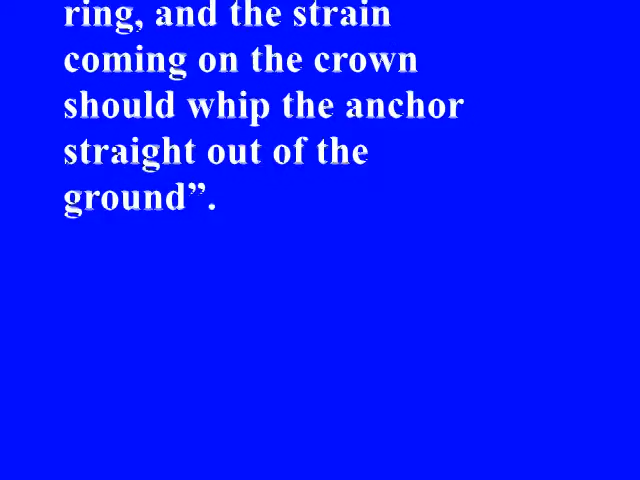 ring, and the strain
coming on the crown
should whip the anchor
straight out of the
ground”.